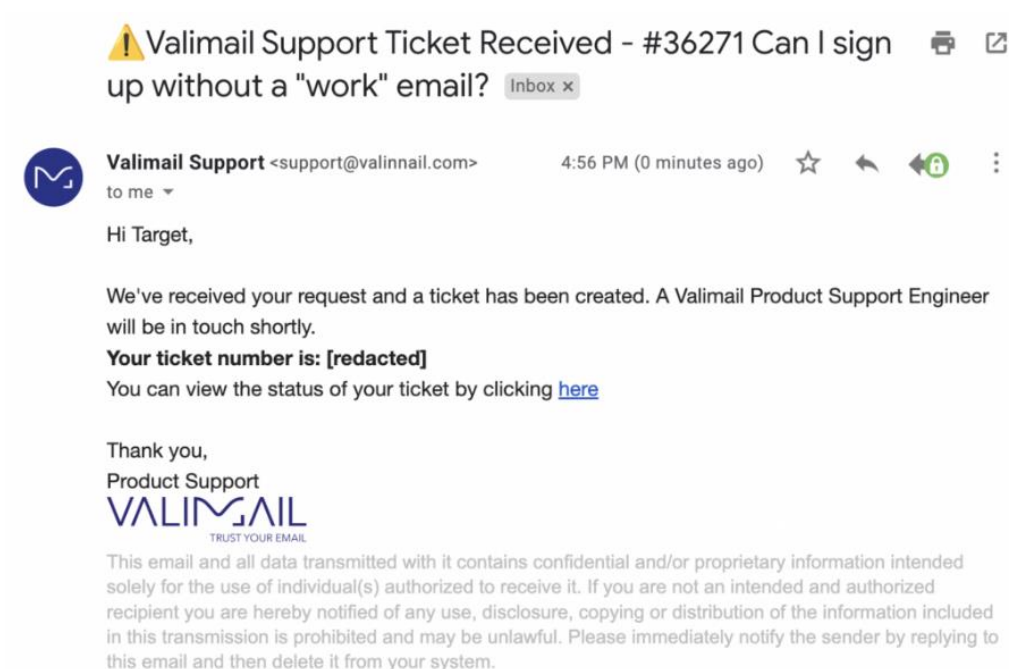 ⚠️Valimail Support Ticket Received - #36271 Can I sign
up without a "work" email? Inbox x
Valimail Support <support@valinnail.com> 4:56 PM (0 minutes ago)
to me
Hi Target,
We've received your request and a ticket has been created. A Valimail Product Support Engineer
will be in touch shortly.
Your ticket number is: [redacted]
You can view the status of your ticket by clicking here
Thank you,
Product Support
VALIMAIL
TRUST YOUR EMAIL
This email and all data transmitted with it contains confidential and/or proprietary information intended
solely for the use of individual(s) authorized to receive it. If you are not an intended and authorized
recipient you are hereby notified of any use, disclosure, copying or distribution of the information included
in this transmission is prohibited and may be unlawful. Please immediately notify the sender by replying to
this email and then delete it from your system.